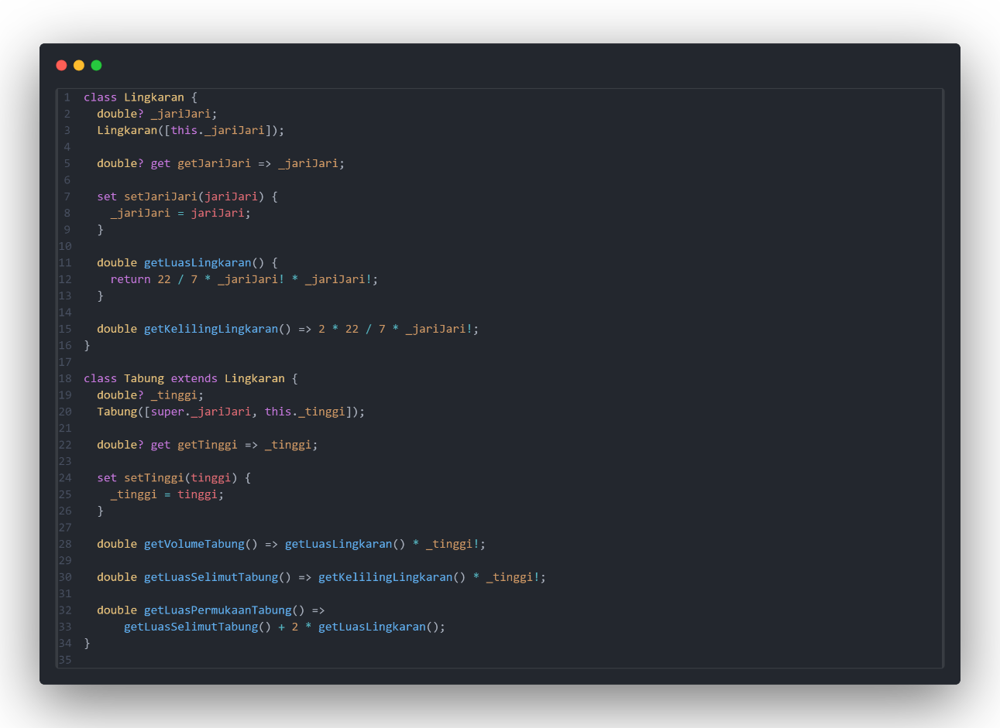 1 class Lingkaran {
2   double? _jariJari;
3   Lingkaran([this._jariJari]);
4
5   double? get getJariJari => _jariJari;
6
7   set setJariJari(jariJari) {
8     _jariJari = jariJari;
9   }
10
11   double getLuasLingkaran() {
12     return 22 / 7 * _jariJari! * _jariJari!;
13   }
14
15   double getKelilingLingkaran() => 2 * 22 / 7 * _jariJari!;
16 }
17
18 class Tabung extends Lingkaran {
19   double? _tinggi;
20   Tabung([super._jariJari, this._tinggi]);
21
22   double? get getTinggi => _tinggi;
23
24   set setTinggi(tinggi) {
25     _tinggi = tinggi;
26   }
27
28   double getVolumeTabung() => getLuasLingkaran() * _tinggi!;
29
30   double getLuasSelimutTabung() => getKelilingLingkaran() * _tinggi!;
31
32   double getLuasPermukaanTabung() =>
33       getLuasSelimutTabung() + 2 * getLuasLingkaran();
34 }
35